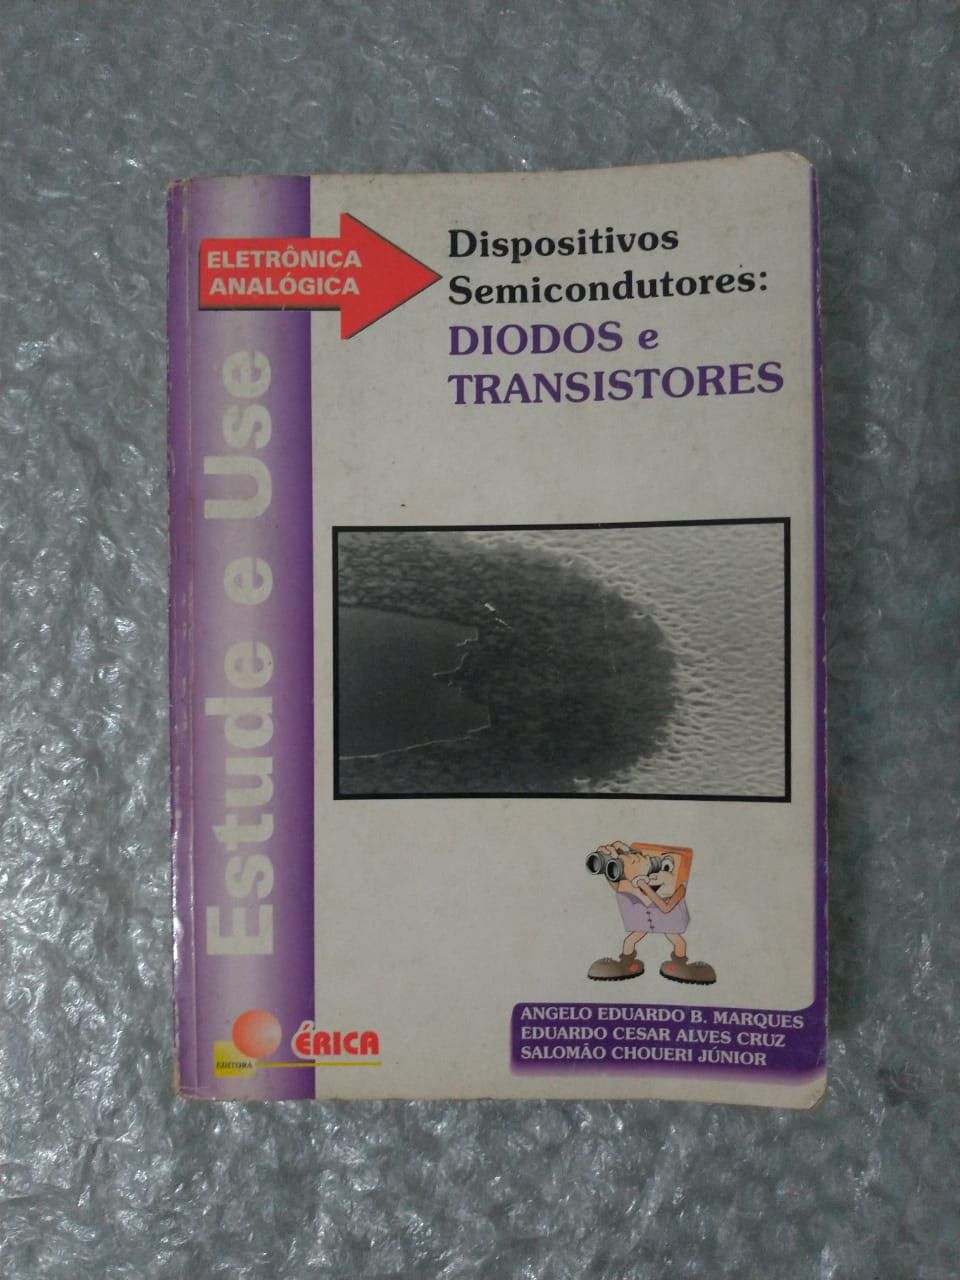 ELETRÔNICA
ANALÓGICA
Dispositivos
Semicondutores:
DIODOS e
TRANSISTORES
Estude e Use
ANGELO EDUARDO B. MARQUES
EDUARDO CESAR ALVES CRUZ
SALOMÃO CHOUERI JÚNIOR
EDITORA
ÉRICA